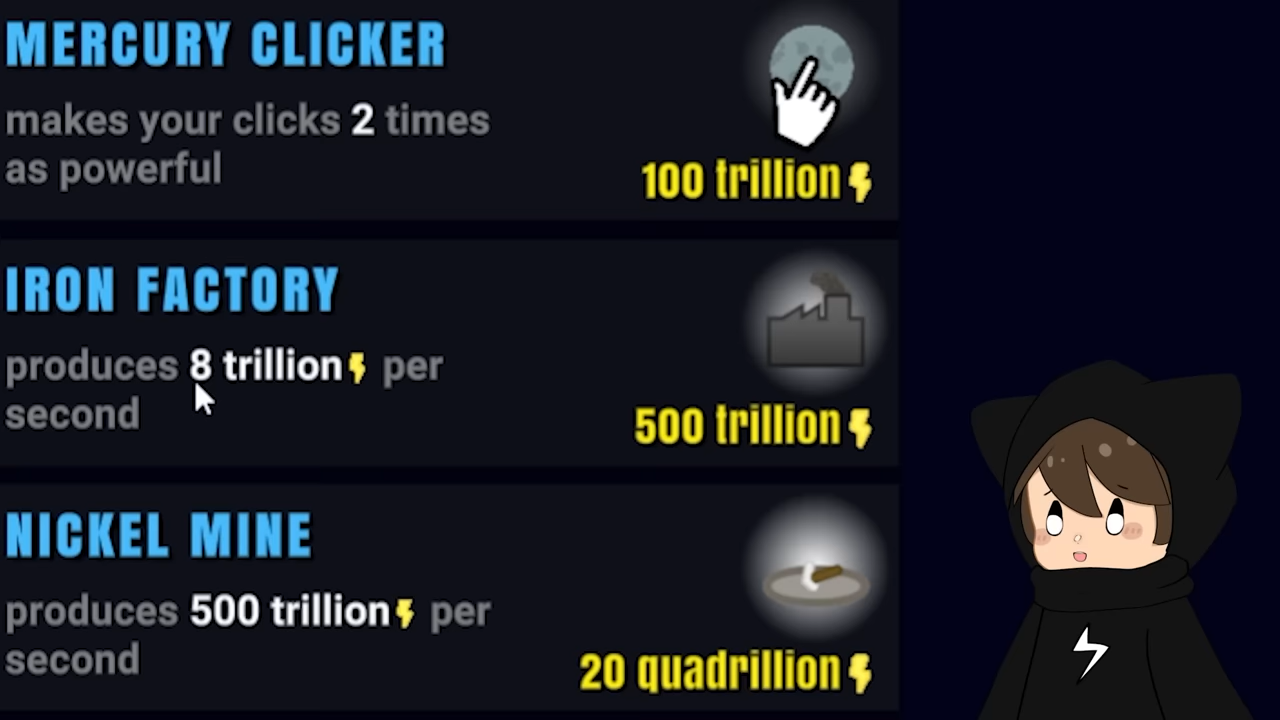 MERCURY CLICKER
makes your clicks 2 times
as powerful
100 trillion
IRON FACTORY
produces 8 trillion per
second
500 trillion
NICKEL MINE
produces 500 trillion per
second
20 quadrillion